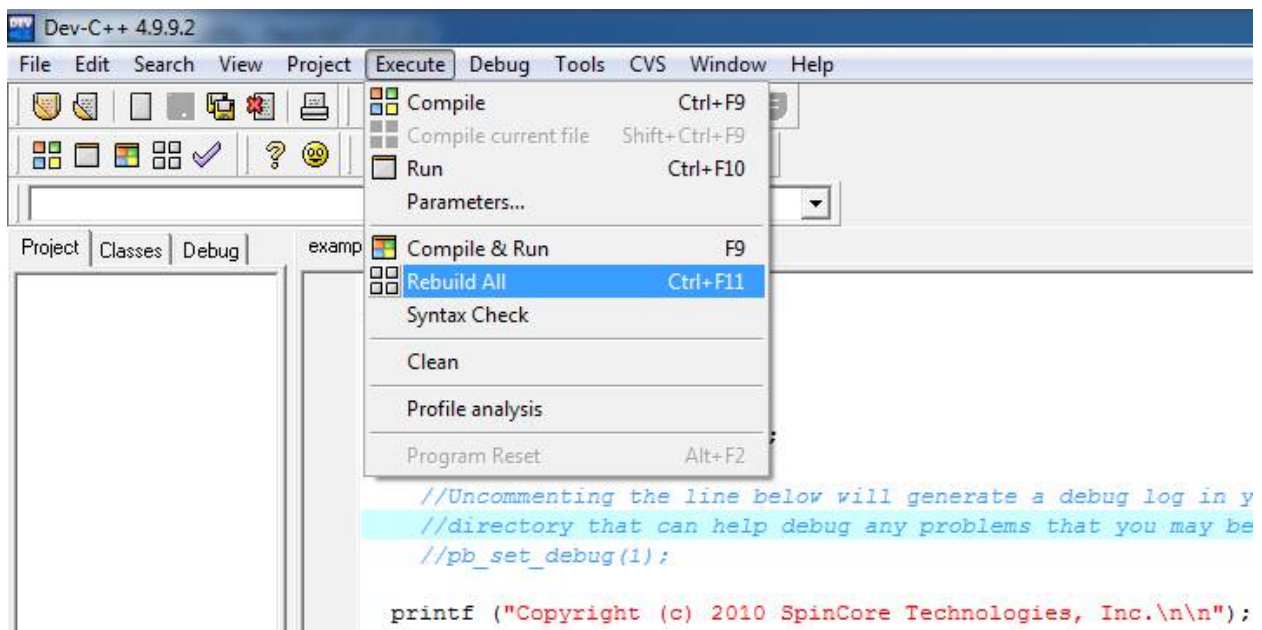 Dev-C++ 4.9.9.2
File Edit Search View Project Execute Debug Tools CVS Window Help
Compile Ctrl+F9
Compile current file Shift+Ctrl+F9
Run Ctrl+F10
Parameters...
Project Classes Debug
examp
Compile & Run F9
Rebuild All Ctrl+F11
Syntax Check
Clean
Profile analysis
;
Program Reset Alt+F2
//Uncommenting the line below will generate a debug log in y
//directory that can help debug any problems that you may be
//pb_set_debug(1);
printf ("Copyright (c) 2010 SpinCore Technologies, Inc.\n\n");